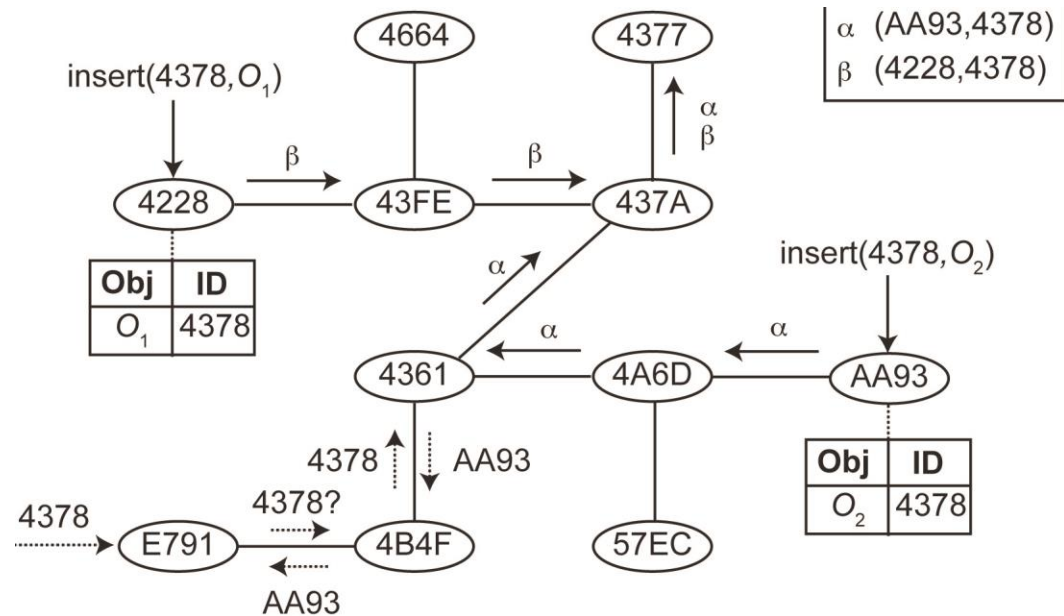 4664
4377
α (AA93,4378)
β (4228,4378)
insert(4378,O₁)
α
β
β
β
4228
43FE
437A
insert(4378,O₂)
Obj ID
O₁ 4378
α
α
α
4361
4A6D
AA93
4378
AA93
Obj ID
O₂ 4378
4378
4378?
E791
4B4F
57EC
AA93